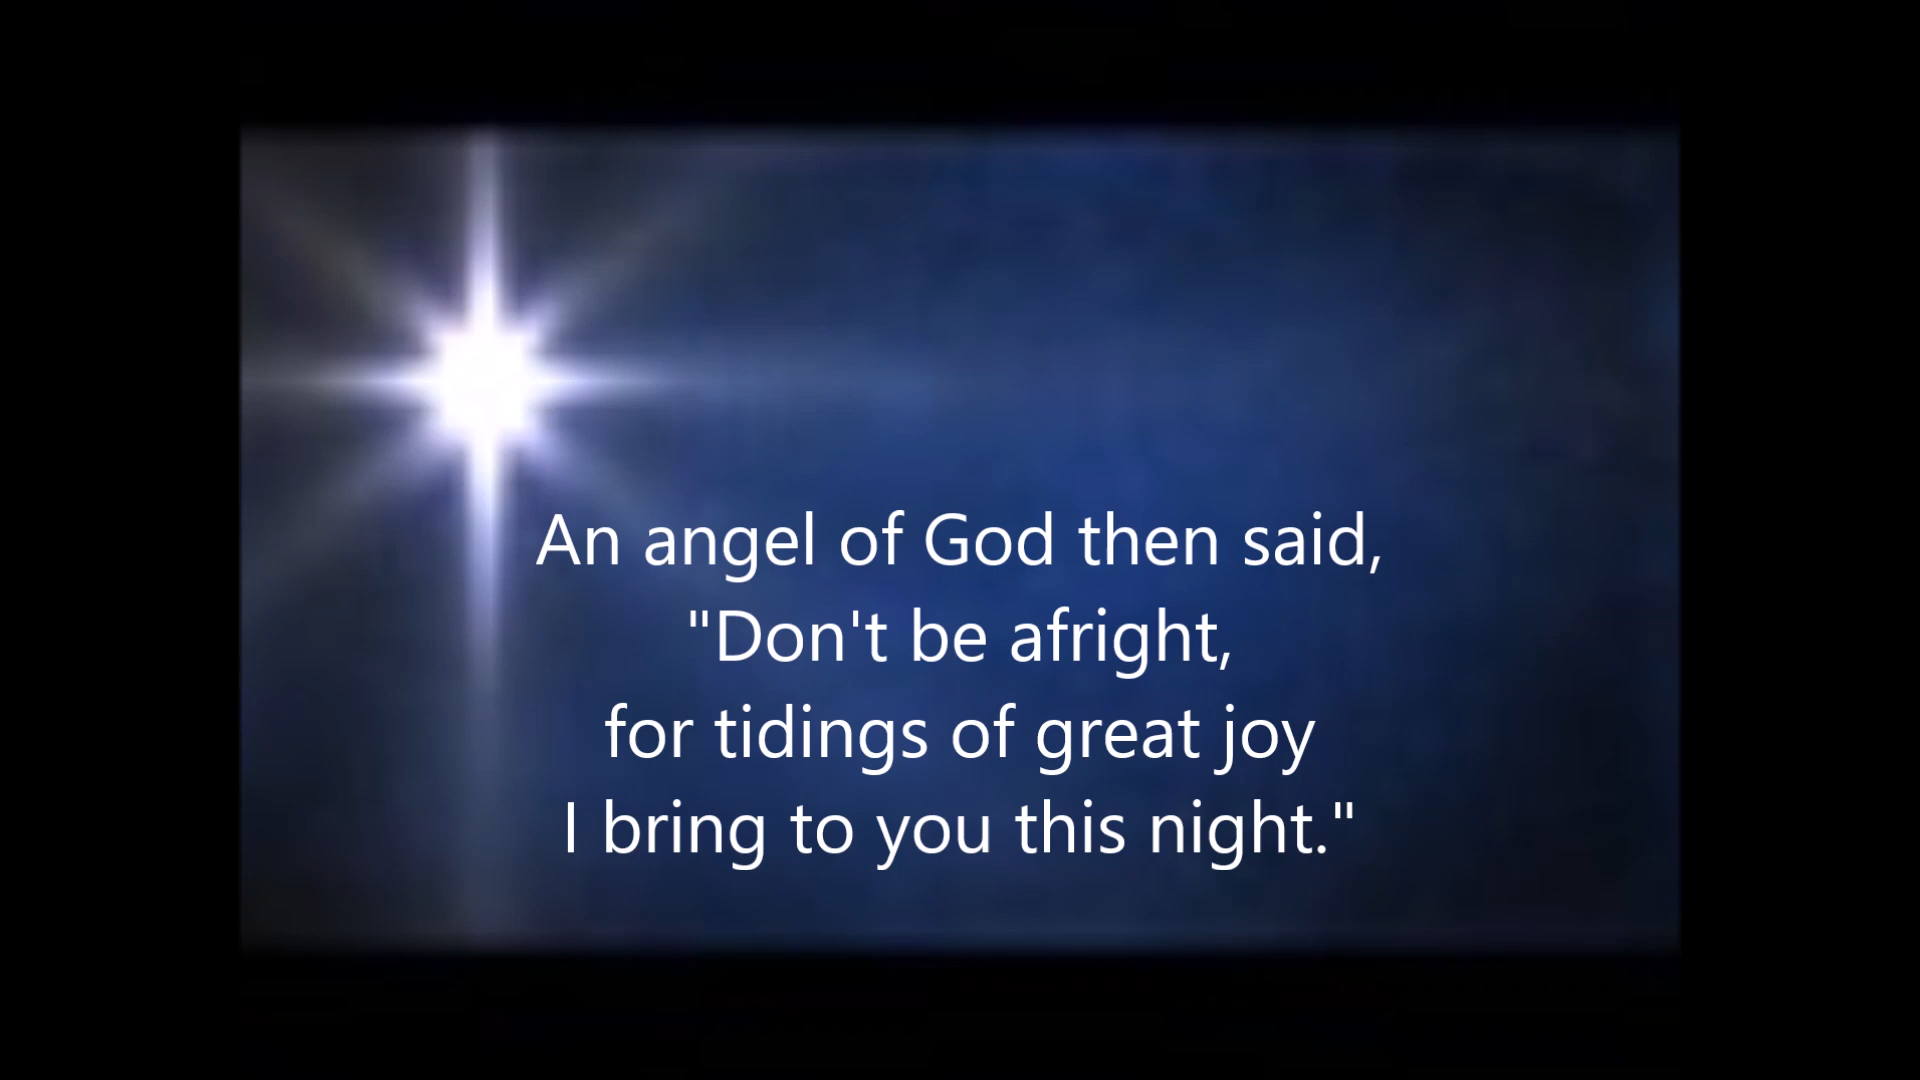 An angel of God then said,
"Don't be afright,
for tidings of great joy
I bring to you this night."